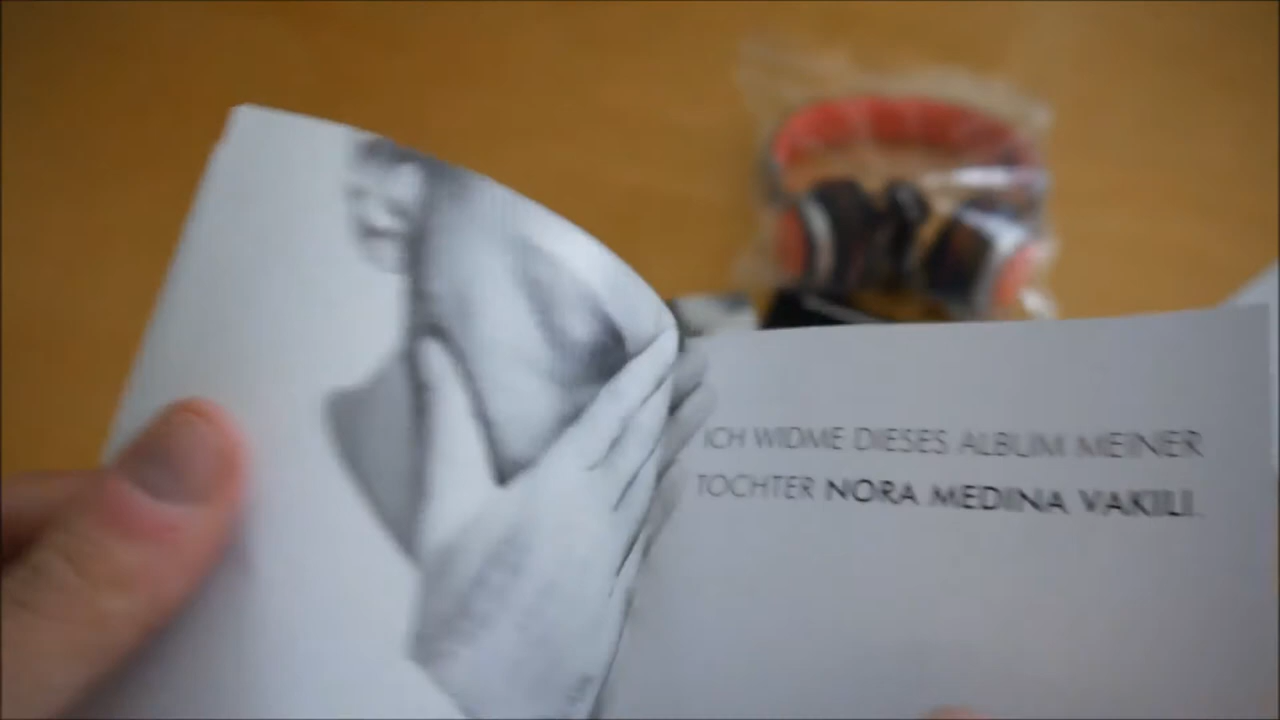 ICH WIDME DIESES ALBUM MEINER
TOCHTER NORA MEDINA VAKILI.